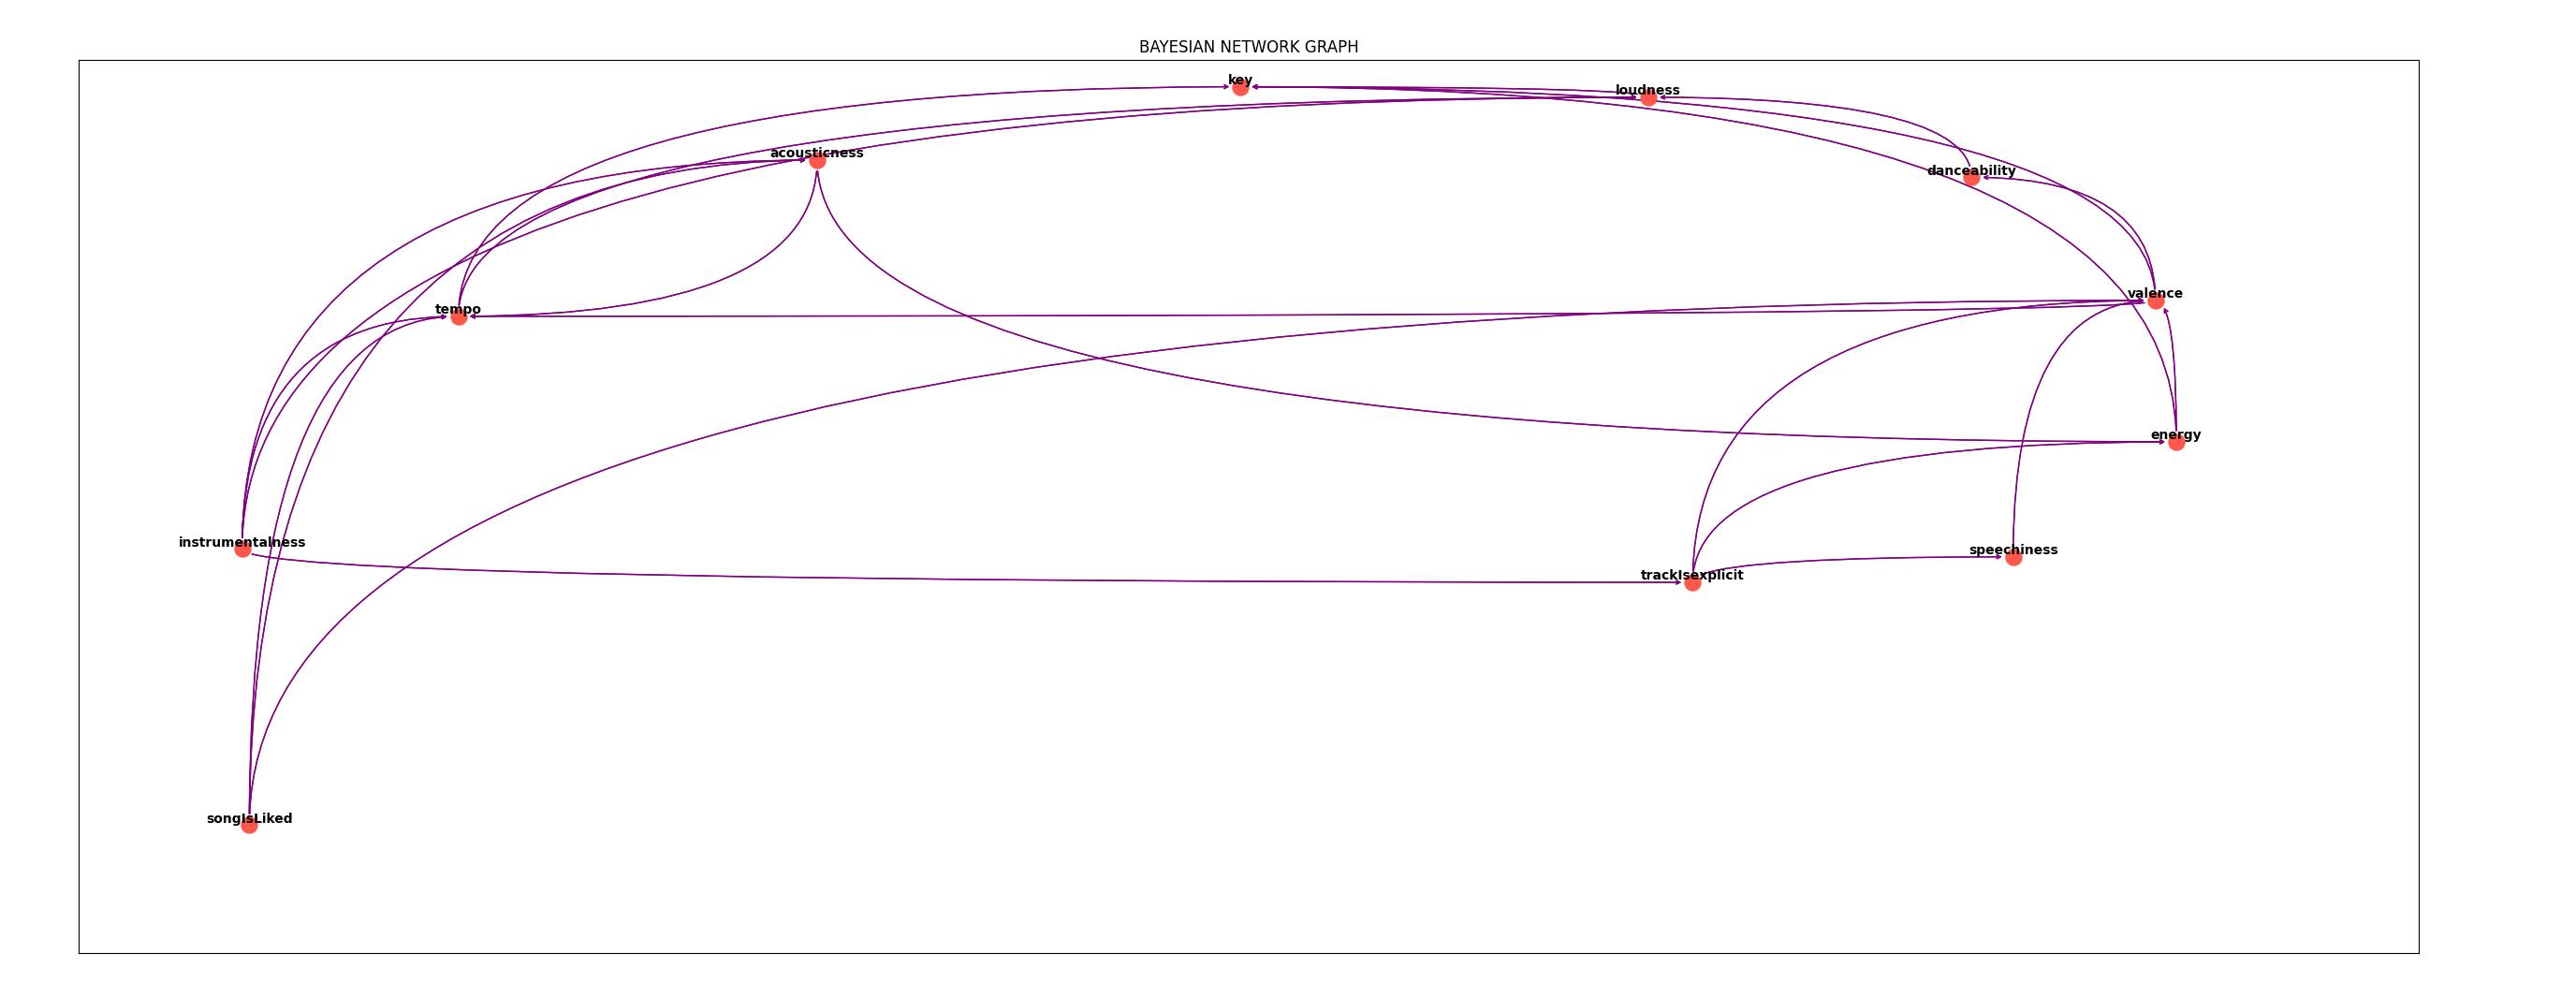 BAYESIAN NETWORK GRAPH
key
loudness
acousticness
danceability
valence
tempo
energy
instrumentalness
speechiness
trackIsexplicit
songIsLiked